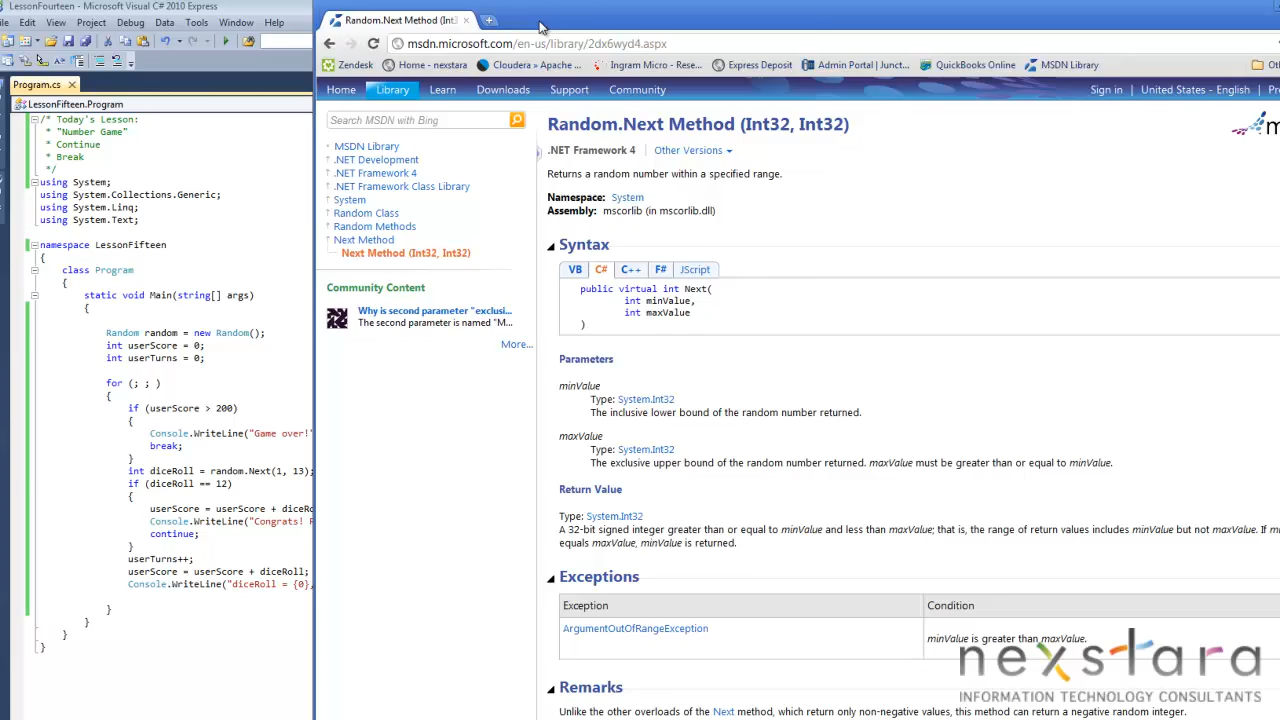 LessonFourteen - Microsoft Visual C# 2010 Express
File Edit View Project Debug Data Tools Window Help
Program.cs
LessonFifteen.Program
/* Today's Lesson:
* "Number Game"
* Continue
* Break
*/
using System;
using System.Collections.Generic;
using System.Linq;
using System.Text;
namespace LessonFifteen
{
class Program
{
static void Main(string[] args)
{
Random random = new Random();
int userScore = 0;
int userTurns = 0;
for (; ; )
{
if (userScore > 200)
{
Console.WriteLine("Game over!"
break;
}
int diceRoll = random.Next(1, 13);
if (diceRoll == 12)
{
userScore = userScore + diceRo
Console.WriteLine("Congrats!
continue;
}
userTurns++;
userScore = userScore + diceRoll;
Console.WriteLine("diceRoll = {0},
}
}
}
}
Random.Next Method (Int3
msdn.microsoft.com/en-us/library/2dx6wyd4.aspx
Zendesk Home - nexstara Cloudera » Apache ... Ingram Micro - Rese... Express Deposit Admin Portal | Junct... QuickBooks Online MSDN Library Oth
Home Library Learn Downloads Support Community Sign in | United States - English | Pre
Search MSDN with Bing
MSDN Library
.NET Development
.NET Framework 4
.NET Framework Class Library
System
Random Class
Random Methods
Next Method
Next Method (Int32, Int32)
Community Content
Why is second parameter "exclusi...
The second parameter is named "M...
More...
Random.Next Method (Int32, Int32)
m
.NET Framework 4 | Other Versions
Returns a random number within a specified range.
Namespace: System
Assembly: mscorlib (in mscorlib.dll)
Syntax
VB C# C++ F# JScript
public virtual int Next(
int minValue,
int maxValue
)
Parameters
minValue
Type: System.Int32
The inclusive lower bound of the random number returned.
maxValue
Type: System.Int32
The exclusive upper bound of the random number returned. maxValue must be greater than or equal to minValue.
Return Value
Type: System.Int32
A 32-bit signed integer greater than or equal to minValue and less than maxValue; that is, the range of return values includes minValue but not maxValue. If m
equals maxValue, minValue is returned.
Exceptions
Exception Condition
ArgumentOutOfRangeException minValue is greater than maxValue.
Remarks
Unlike the other overloads of the Next method, which return only non-negative values, this method can return a negative random integer.
nexstara
INFORMATION TECHNOLOGY CONSULTANTS